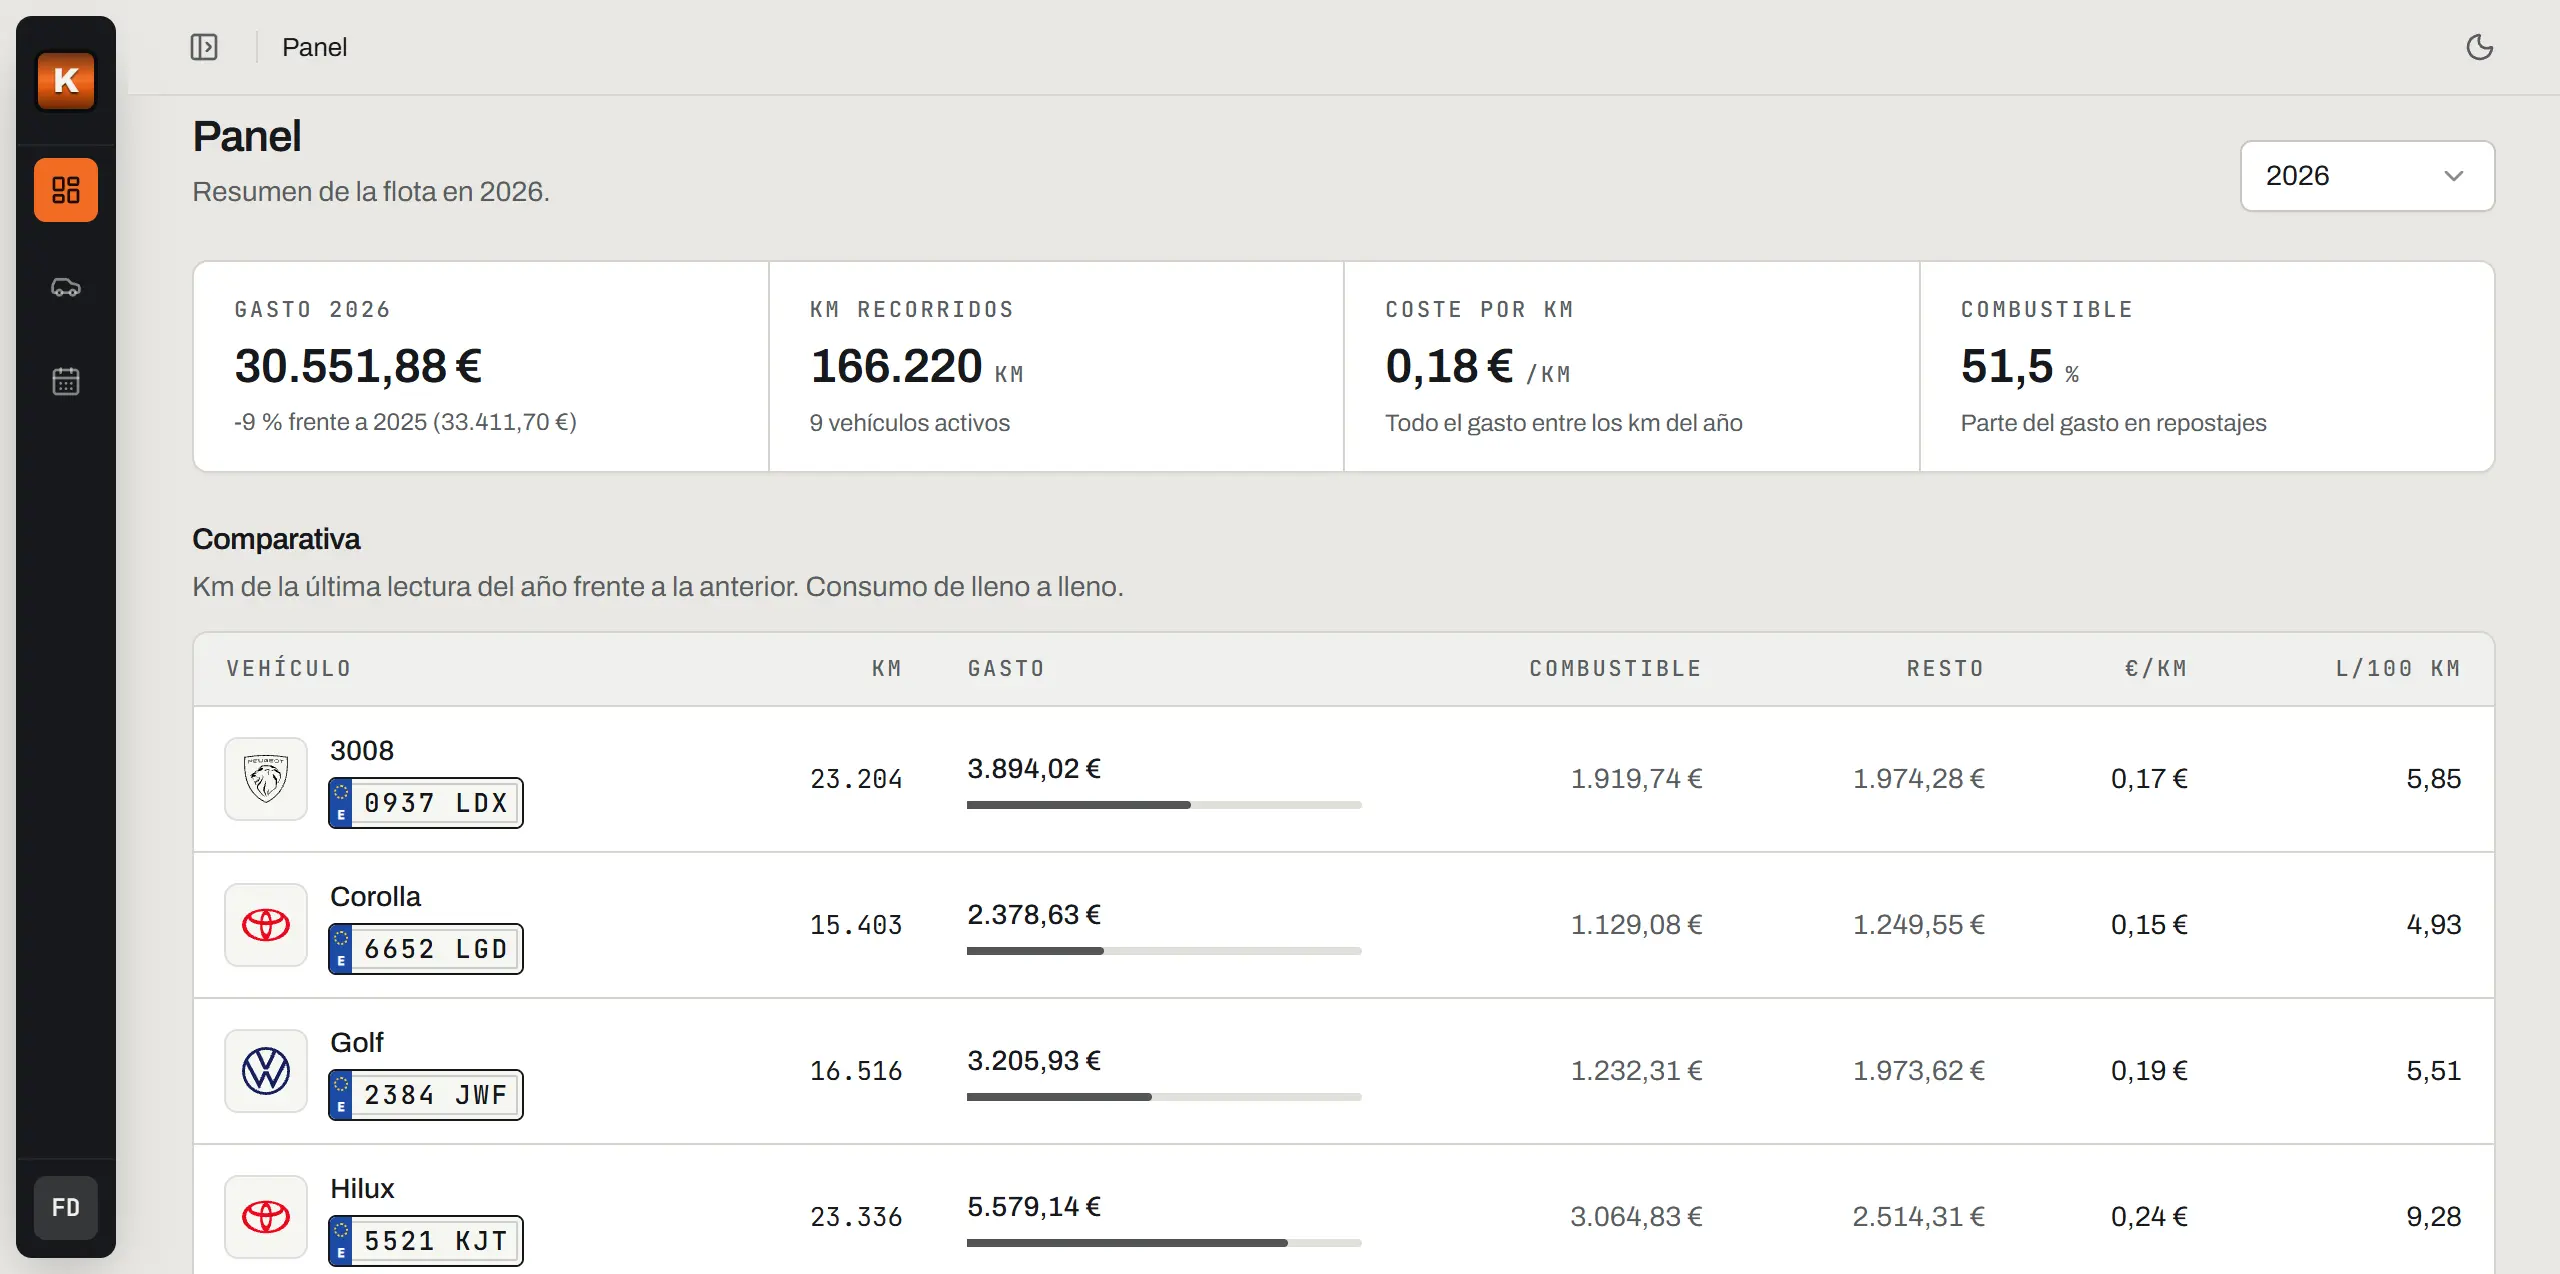 K
Panel
Panel
Resumen de la flota en 2026.
2026
GASTO 2026
30.551,88 €
-9 % frente a 2025 (33.411,70 €)
KM RECORRIDOS
166.220 KM
9 vehículos activos
COSTE POR KM
0,18 € /KM
Todo el gasto entre los km del año
COMBUSTIBLE
51,5 %
Parte del gasto en repostajes
Comparativa
Km de la última lectura del año frente a la anterior. Consumo de lleno a lleno.
VEHÍCULO KM GASTO COMBUSTIBLE RESTO €/KM L/100 KM
PEUGEOT
3008
E 0937 LDX
23.204 3.894,02 € 1.919,74 € 1.974,28 € 0,17 € 5,85
Corolla
E 6652 LGD
15.403 2.378,63 € 1.129,08 € 1.249,55 € 0,15 € 4,93
Golf
E 2384 JWF
16.516 3.205,93 € 1.232,31 € 1.973,62 € 0,19 € 5,51
Hilux
E 5521 KJT
23.336 5.579,14 € 3.064,83 € 2.514,31 € 0,24 € 9,28
FD